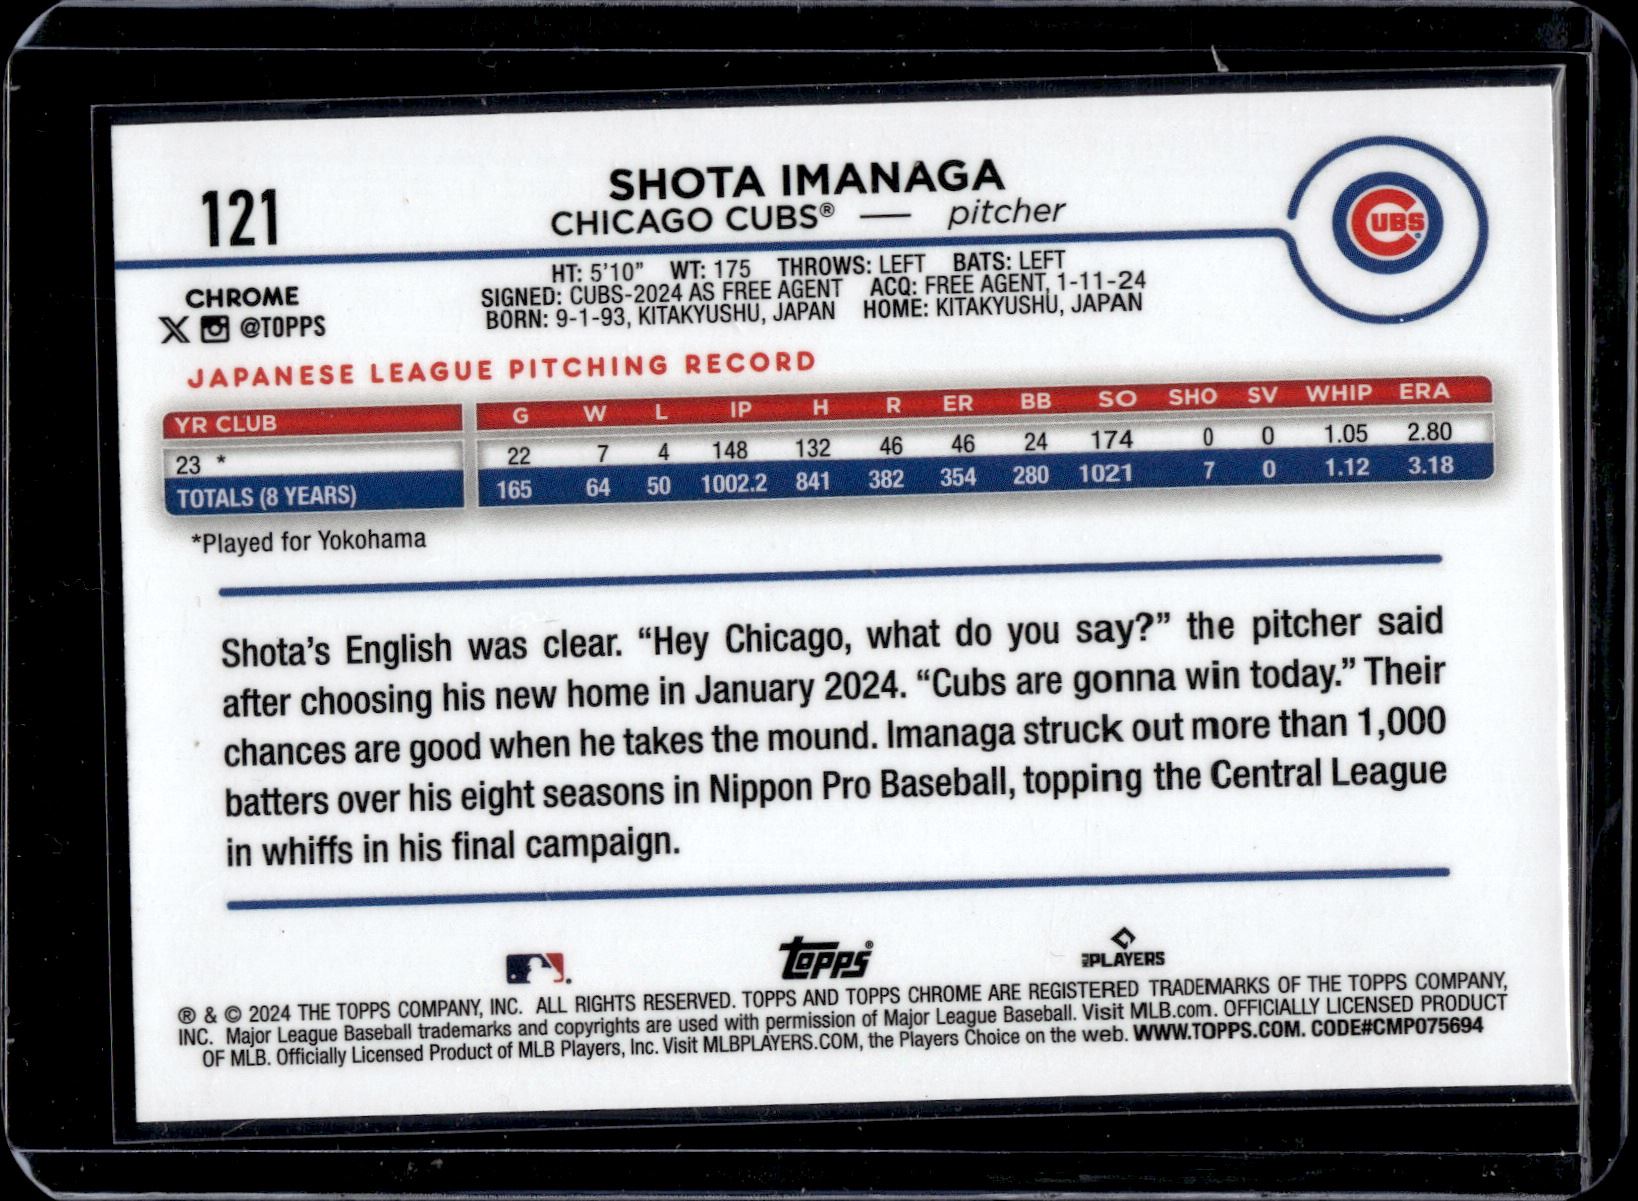 121
SHOTA IMANAGA
CHICAGO CUBS® — pitcher
CUBS
CHROME
@TOPPS
HT: 5'10" WT: 175 THROWS: LEFT BATS: LEFT
SIGNED: CUBS-2024 AS FREE AGENT ACQ: FREE AGENT, 1-11-24
BORN: 9-1-93, KITAKYUSHU, JAPAN HOME: KITAKYUSHU, JAPAN
JAPANESE LEAGUE PITCHING RECORD
YR CLUB G W L IP H R ER BB SO SHO SV WHIP ERA
23 * 22 7 4 148 132 46 46 24 174 0 0 1.05 2.80
TOTALS (8 YEARS) 165 64 50 1002.2 841 382 354 280 1021 7 0 1.12 3.18
*Played for Yokohama
Shota's English was clear. “Hey Chicago, what do you say?” the pitcher said
after choosing his new home in January 2024. “Cubs are gonna win today.” Their
chances are good when he takes the mound. Imanaga struck out more than 1,000
batters over his eight seasons in Nippon Pro Baseball, topping the Central League
in whiffs in his final campaign.
Topps®
MLB PLAYERS
® & © 2024 THE TOPPS COMPANY, INC. ALL RIGHTS RESERVED. TOPPS AND TOPPS CHROME ARE REGISTERED TRADEMARKS OF THE TOPPS COMPANY,
INC. Major League Baseball trademarks and copyrights are used with permission of Major League Baseball. Visit MLB.com. OFFICIALLY LICENSED PRODUCT
OF MLB. Officially Licensed Product of MLB Players, Inc. Visit MLBPLAYERS.COM, the Players Choice on the web. WWW.TOPPS.COM. CODE#CMP075694